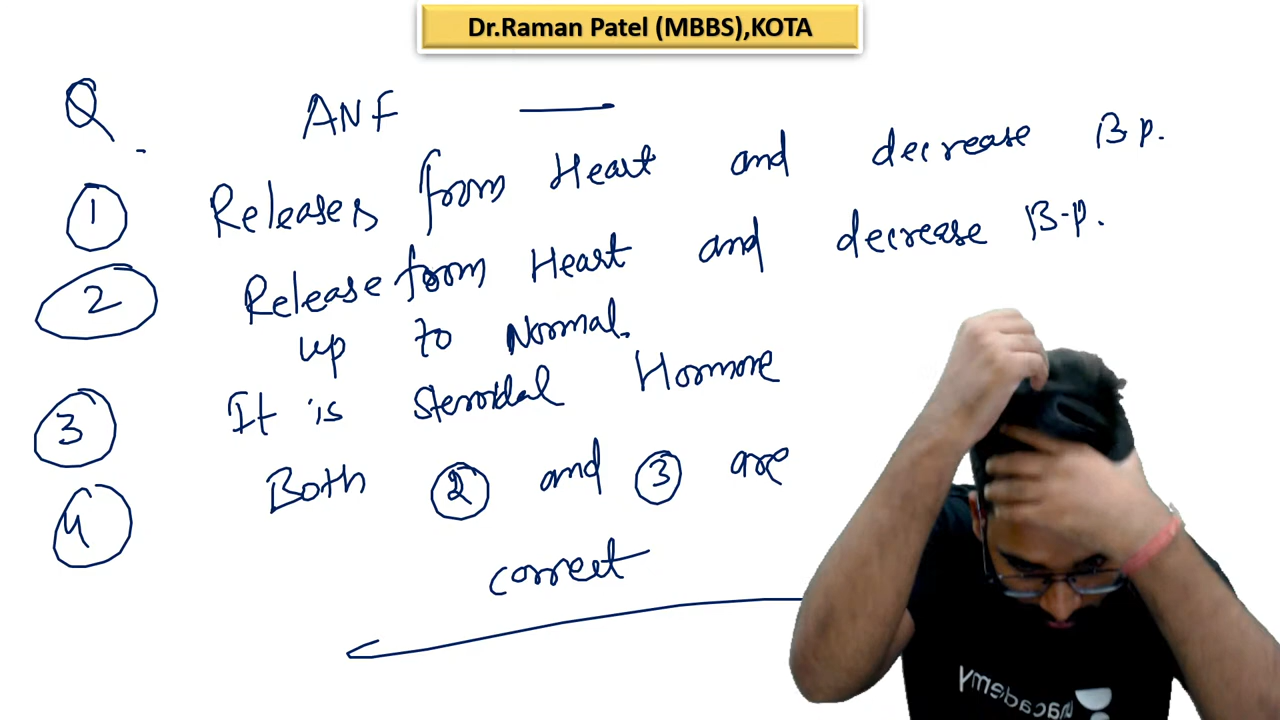 Dr.Raman Patel (MBBS),KOTA
Q. ANF —
1 Releases from Heart and decrease B.P.
2 Release from Heart and decrease B.P.
up to Normal.
3 It is Steroidal Hormone
4 Both 2 and 3 are
correct
unacademy